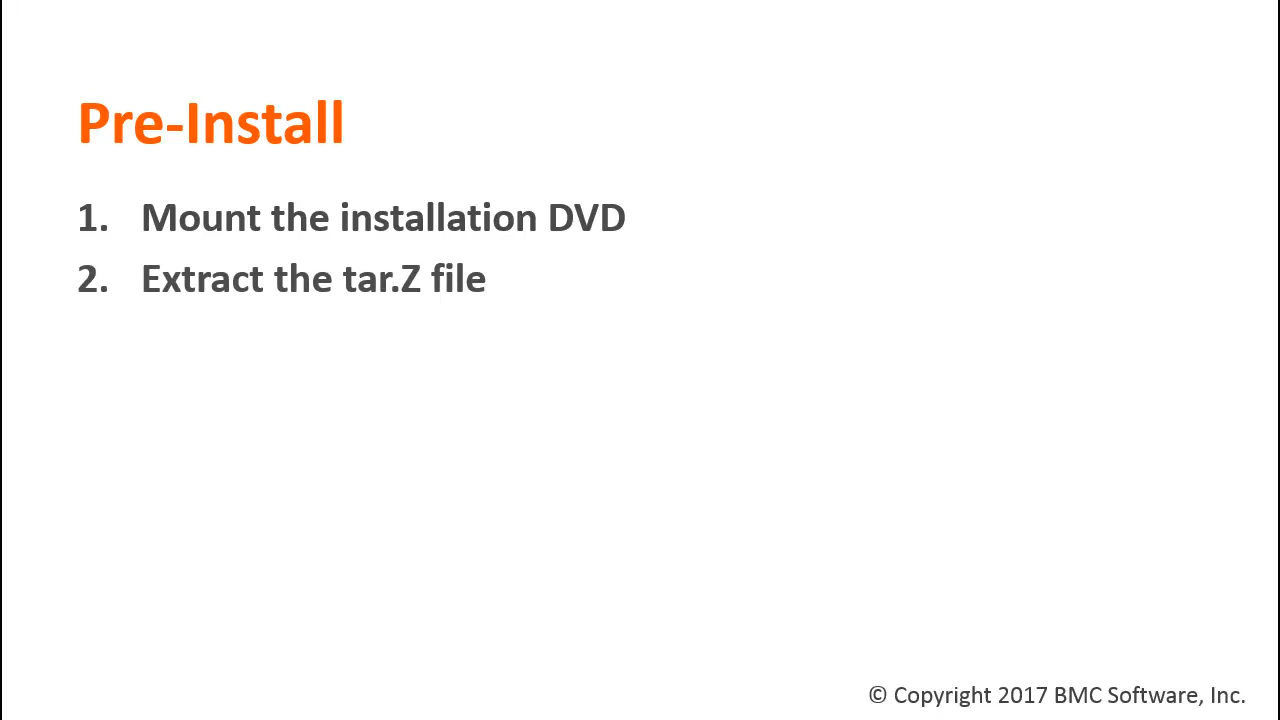 Pre-Install
1. Mount the installation DVD
2. Extract the tar.Z file
© Copyright 2017 BMC Software, Inc.